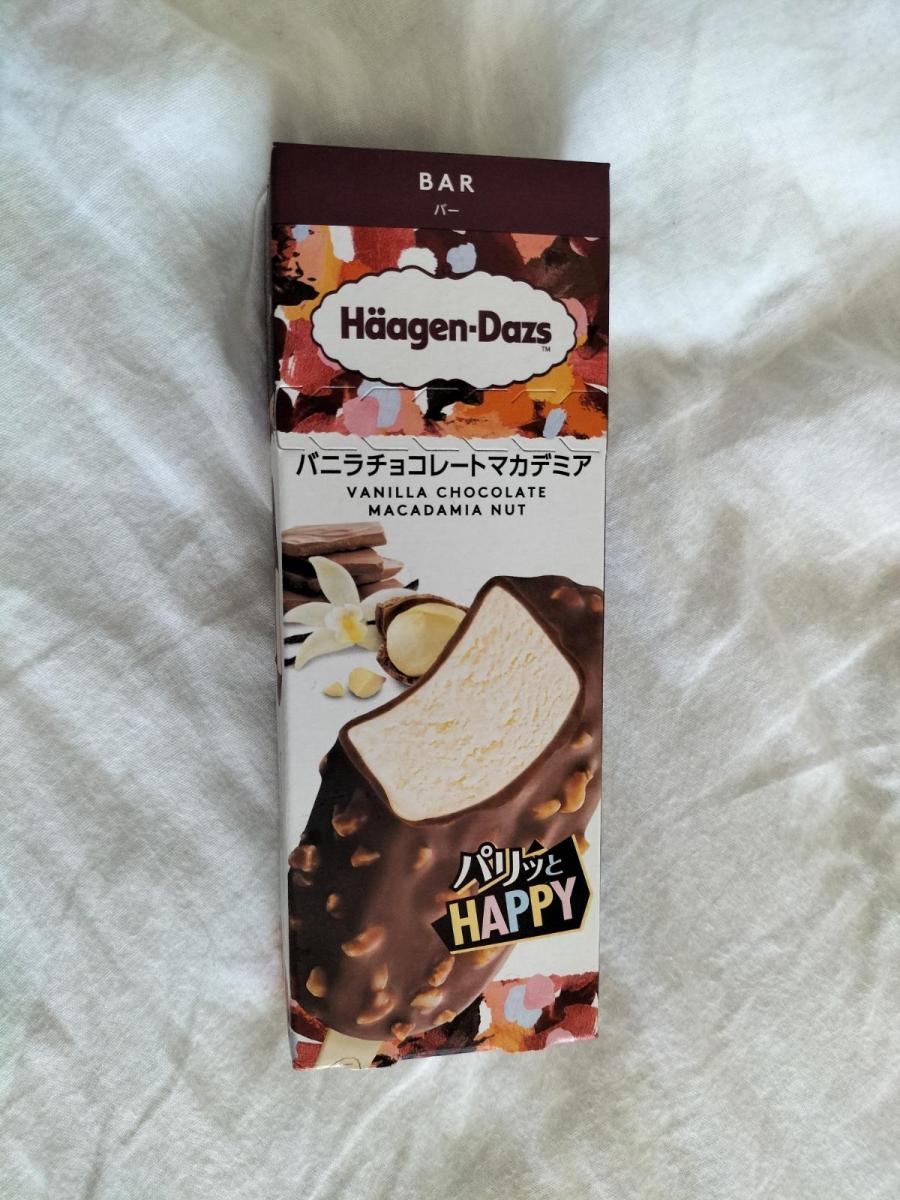 BAR
バー
Häagen-Dazs
TM
バニラチョコレートマカデミア
VANILLA CHOCOLATE
MACADAMIA NUT
パリッと
HAPPY